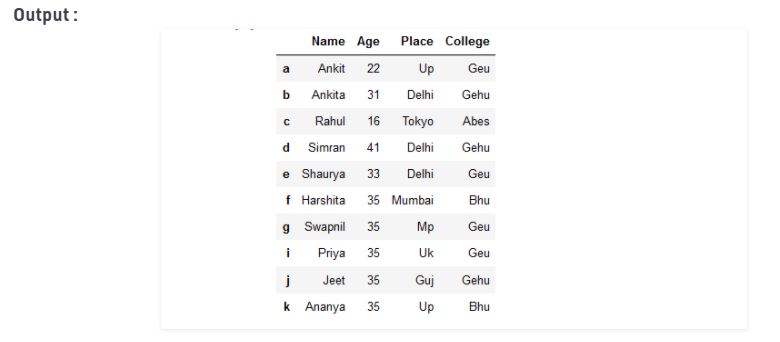 Output :
Name Age Place College
a Ankit 22 Up Geu
b Ankita 31 Delhi Gehu
c Rahul 16 Tokyo Abes
d Simran 41 Delhi Gehu
e Shaurya 33 Delhi Geu
f Harshita 35 Mumbai Bhu
g Swapnil 35 Mp Geu
i Priya 35 Uk Geu
j Jeet 35 Guj Gehu
k Ananya 35 Up Bhu